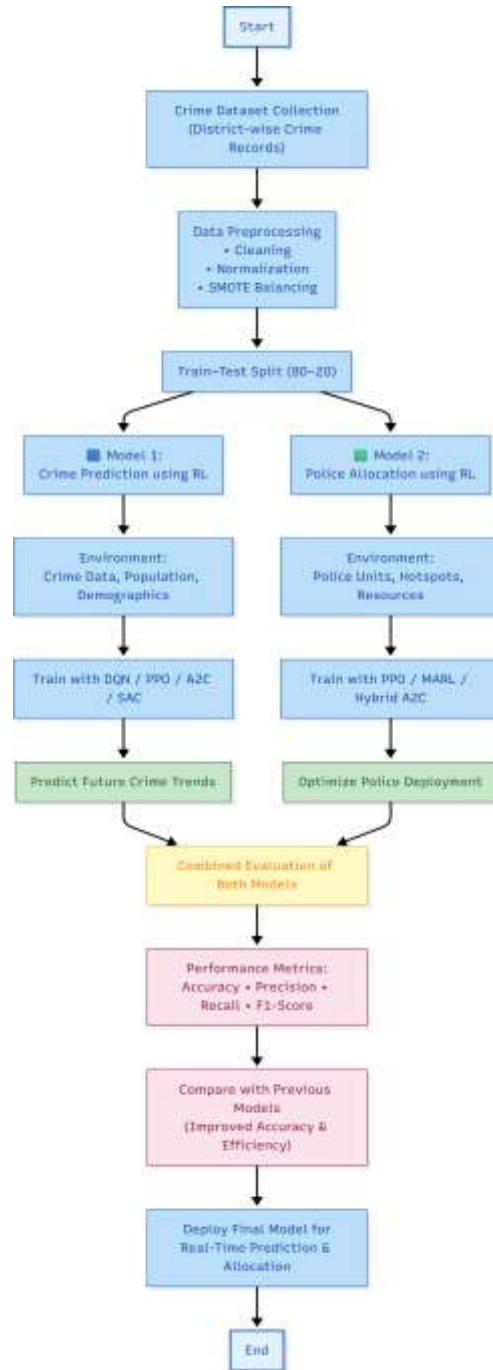 Start
Crime Dataset Collection
(District-wise Crime
Records)
Data Preprocessing
• Cleaning
• Normalization
• SMOTE Balancing
Train-Test Split (80-20)
Model 1:
Crime Prediction using RL
Model 2:
Police Allocation using RL
Environment:
Crime Data, Population,
Demographics
Environment:
Police Units, Hotspots,
Resources
Train with DQN / PPO / A2C
/ SAC
Train with PPO / MARL /
Hybrid A2C
Predict Future Crime Trends
Optimize Police Deployment
Combined Evaluation of
Both Models
Performance Metrics:
Accuracy • Precision •
Recall • F1-Score
Compare with Previous
Models
(Improved Accuracy &
Efficiency)
Deploy Final Model for
Real-Time Prediction &
Allocation
End